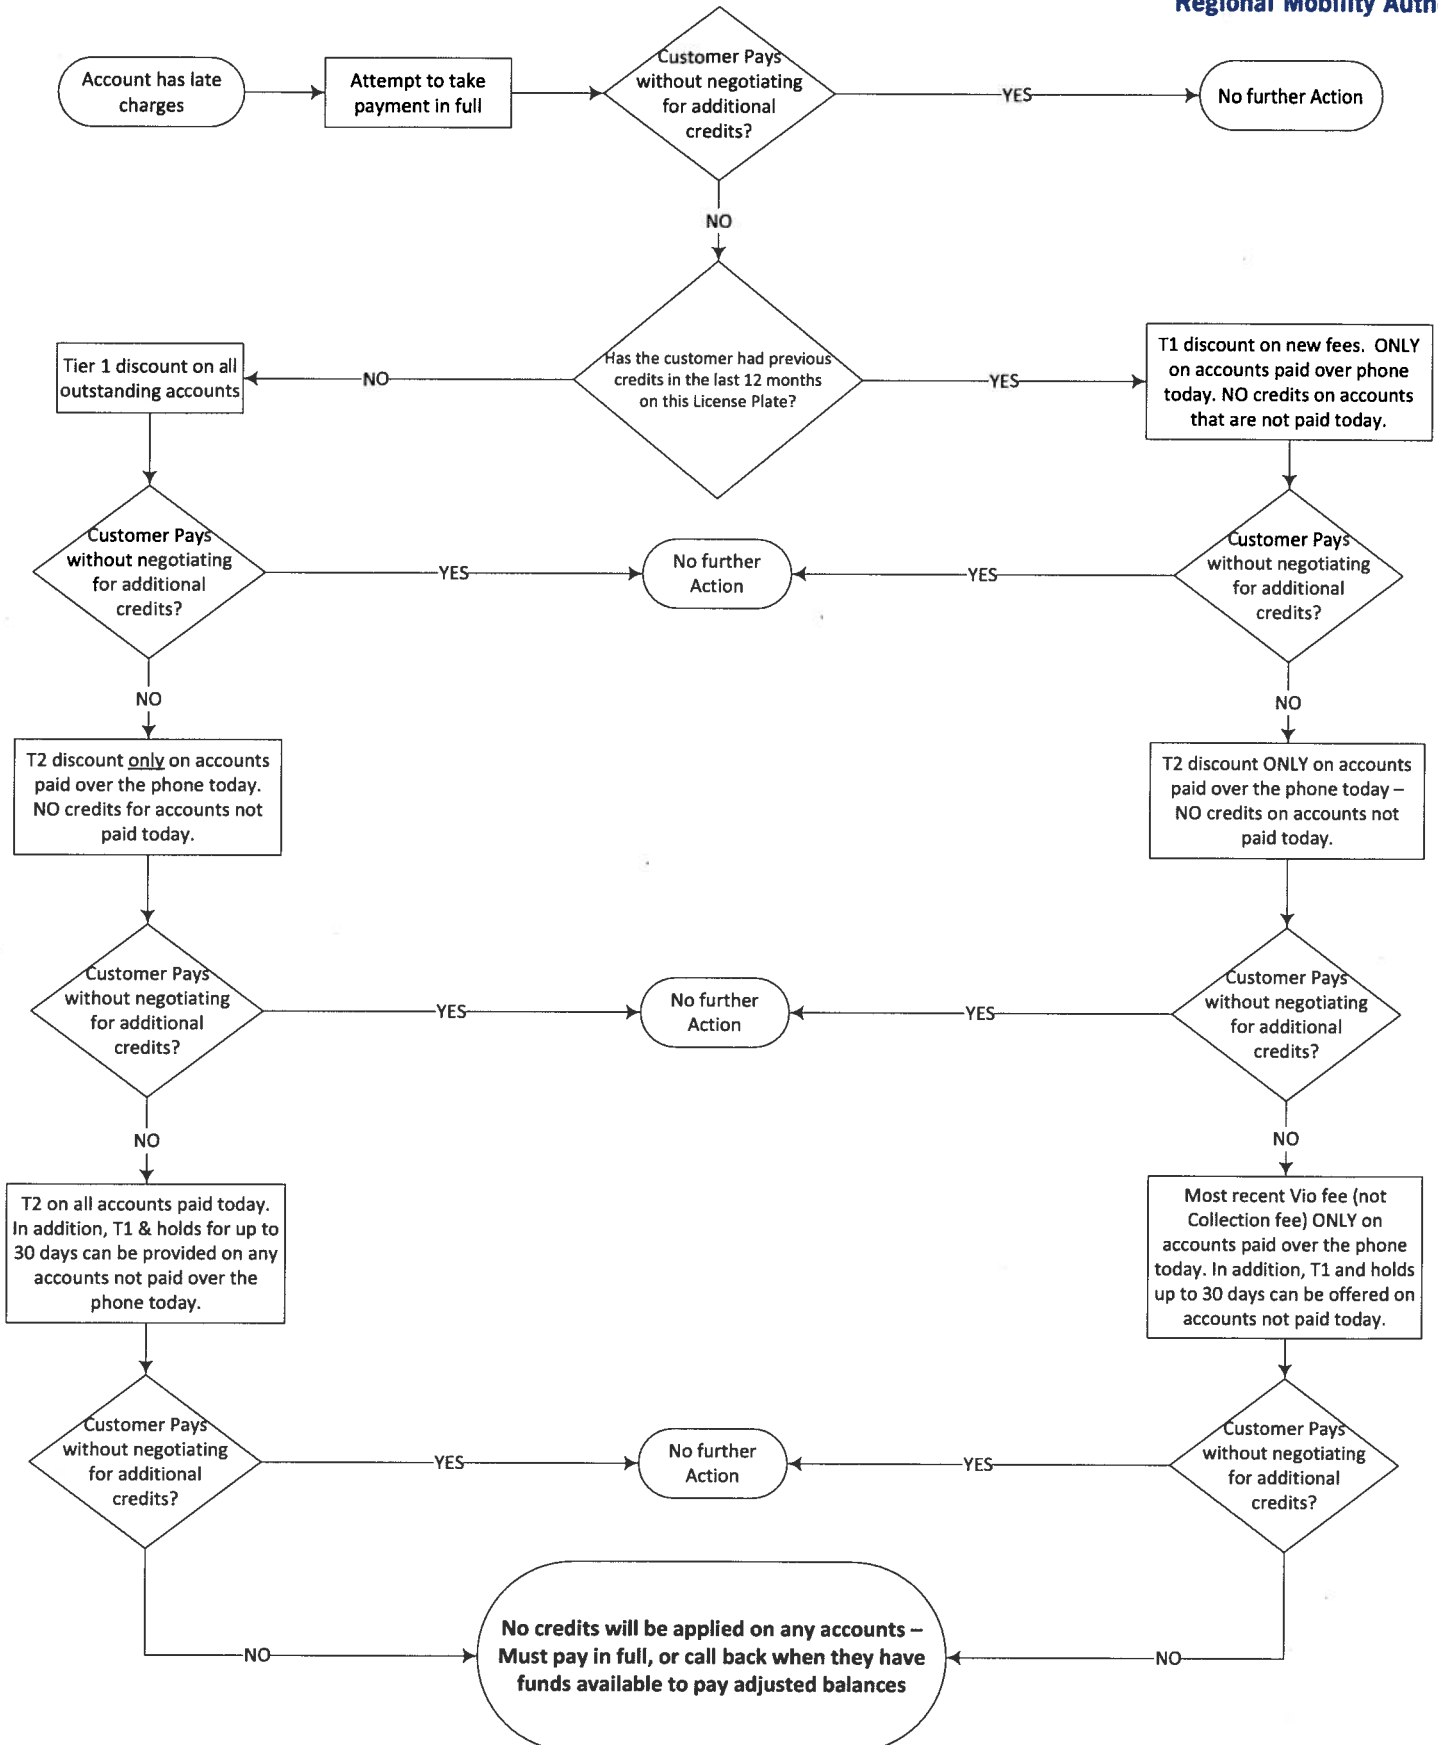 Regional Mobility
Account has late
charges
Attempt to take
payment in full
Customer Pays
without negotiating
for additional
credits?
YES
No further Action
NO
Has the customer had previous
credits in the last 12 months
on this License Plate?
NO
YES
Tier 1 discount on all
outstanding accounts
T1 discount on new fees. ONLY
on accounts paid over phone
today. NO credits on accounts
that are not paid today.
Customer Pays
without negotiating
for additional
credits?
YES
No further
Action
YES
Customer Pays
without negotiating
for additional
credits?
NO
NO
T2 discount only on accounts
paid over the phone today.
NO credits for accounts not
paid today.
T2 discount ONLY on accounts
paid over the phone today –
NO credits on accounts not
paid today.
Customer Pays
without negotiating
for additional
credits?
YES
No further
Action
YES
Customer Pays
without negotiating
for additional
credits?
NO
NO
T2 on all accounts paid today.
In addition, T1 & holds for up to
30 days can be provided on any
accounts not paid over the
phone today.
Most recent Vio fee (not
Collection fee) ONLY on
accounts paid over the phone
today. In addition, T1 and holds
up to 30 days can be offered on
accounts not paid today.
Customer Pays
without negotiating
for additional
credits?
YES
No further
Action
YES
Customer Pays
without negotiating
for additional
credits?
NO
No credits will be applied on any accounts –
Must pay in full, or call back when they have
funds available to pay adjusted balances
NO